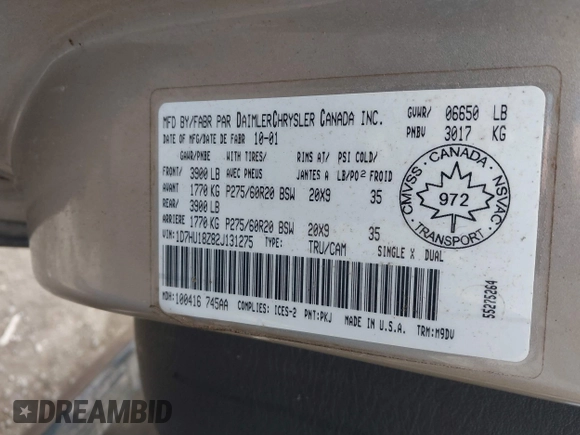 MFD BY/FABR PAR DAIMLERCHRYSLER CANADA INC.
GVWR/ 06650 LB
DATE OF MFG/DATE DE FABR 10-01
PNBV 3017 KG
GAWR/PNBE WITH TIRES/ RIMS AT/ PSI COLD/
FRONT/ 3900 LB AVEC PNEUS JANTES A LB/PO2 FROID
AVANT 1770 KG P275/60R20 BSW 20X9 35
REAR/ 3900 LB
ARRIERE 1770 KG P275/60R20 BSW 20X9 35
VIN: 1D7HU18Z82J131275 TYPE: TRU/CAM SINGLE X DUAL
CMVSS · CANADA · NSVAC
972
TRANSPORT
MDH: 100416 745AA COMPLIES: ICES-2 PNT: PKJ MADE IN U.S.A. TRM: M9DV
55275264
DREAMBID